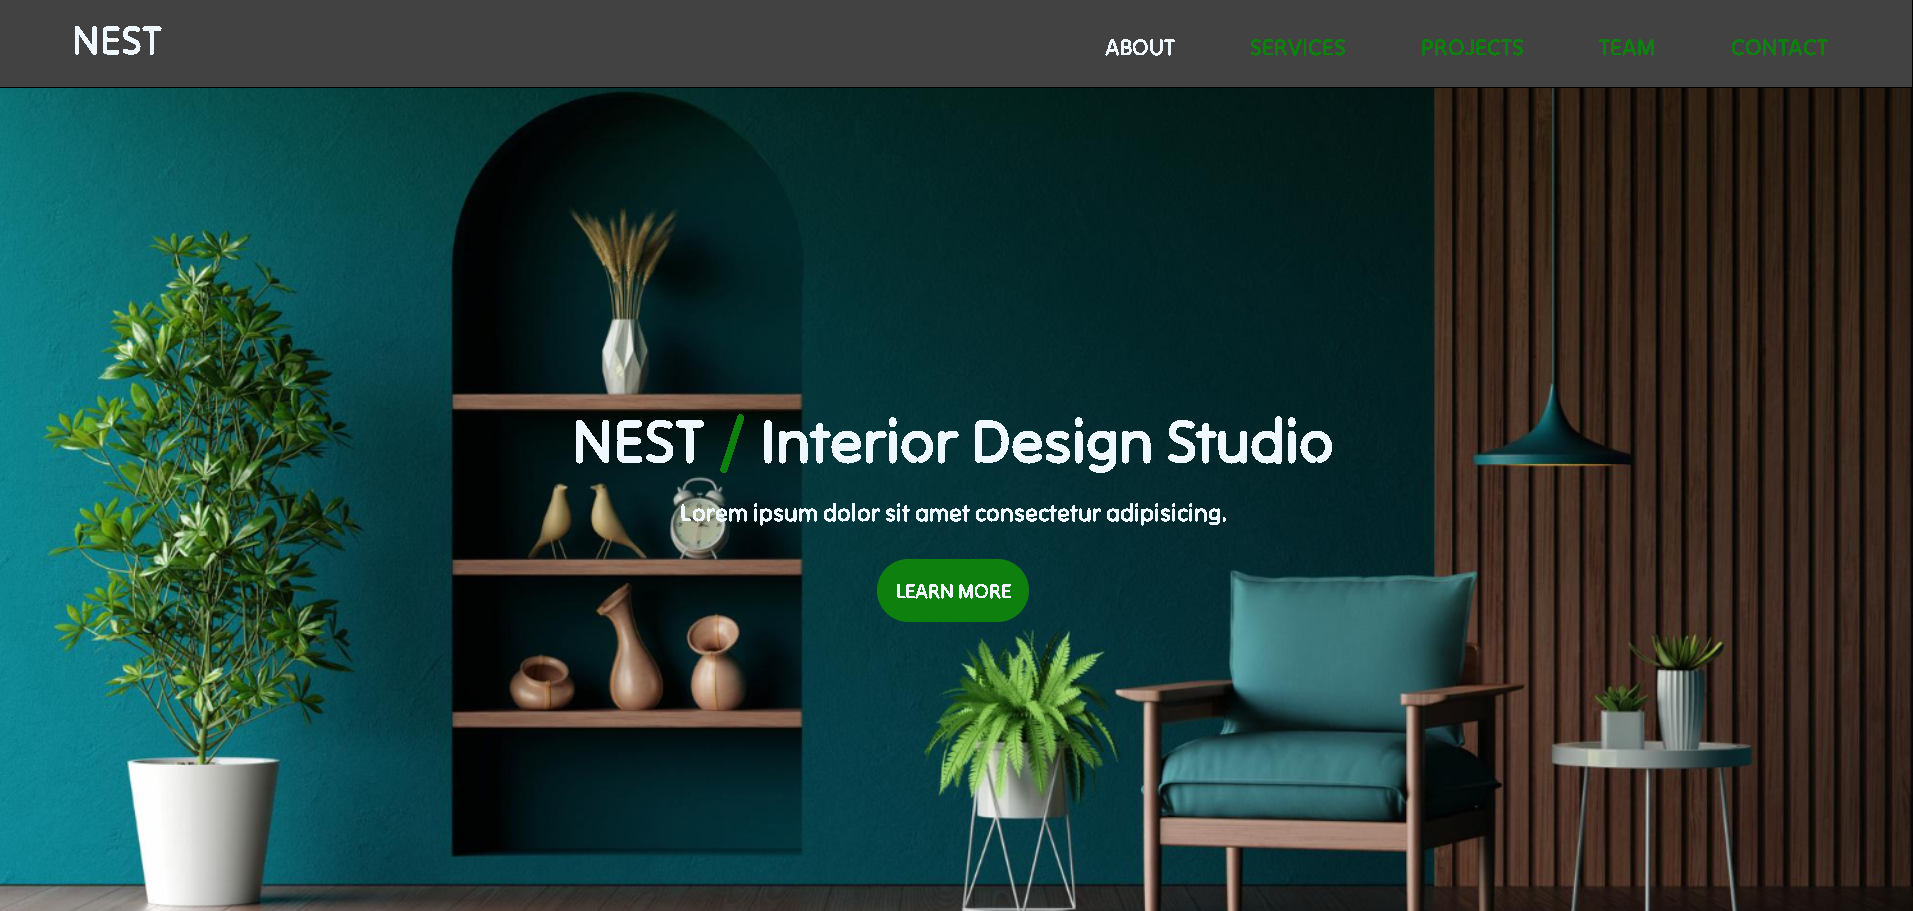 NEST
ABOUT SERVICES PROJECTS TEAM CONTACT
NEST / Interior Design Studio
Lorem ipsum dolor sit amet consectetur adipisicing.
LEARN MORE